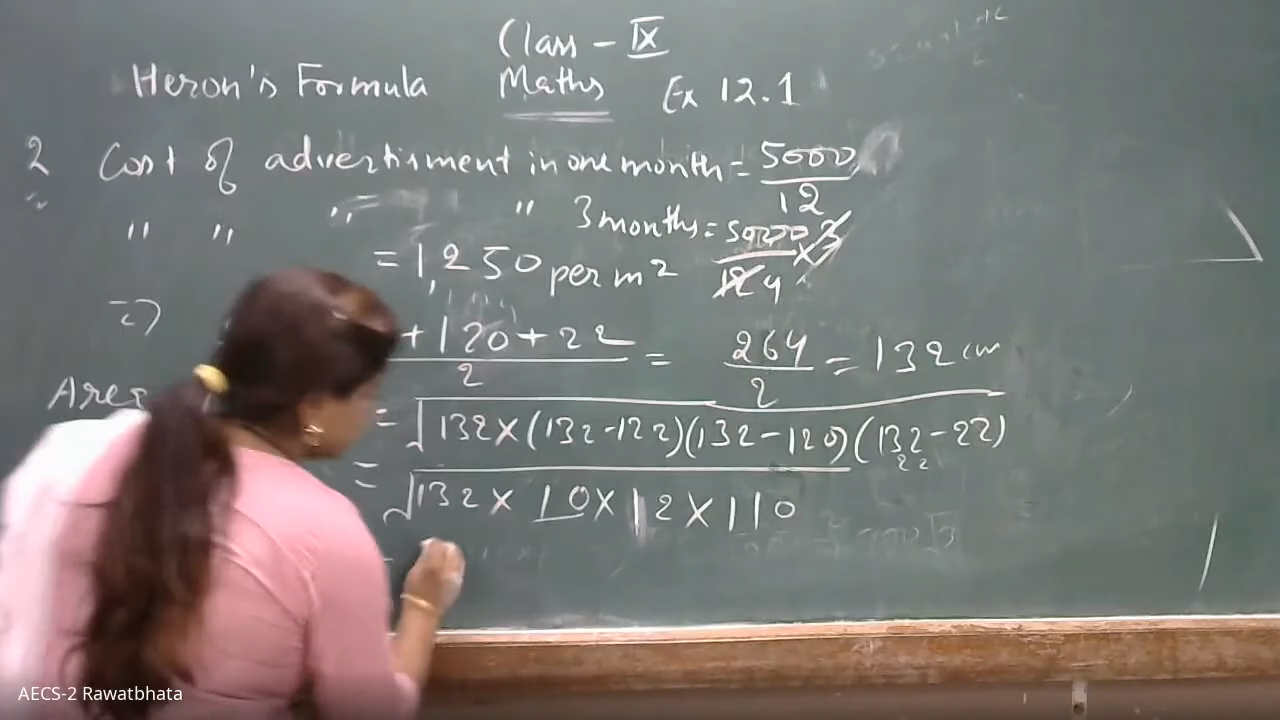 Class - IX
Heron's Formula Maths Ex 12.1
2 Cost of advertisment in one month = 5000/12
" " " " 3 months = 5000/12 4 × 3
= 1,250 per m2
=> + 120 + 22 / 2 = 264/2 = 132 cm
Area = √132×(132-122)(132-120)(132-22)
= √132 × 10 × 12 × 110
AECS-2 Rawatbhata